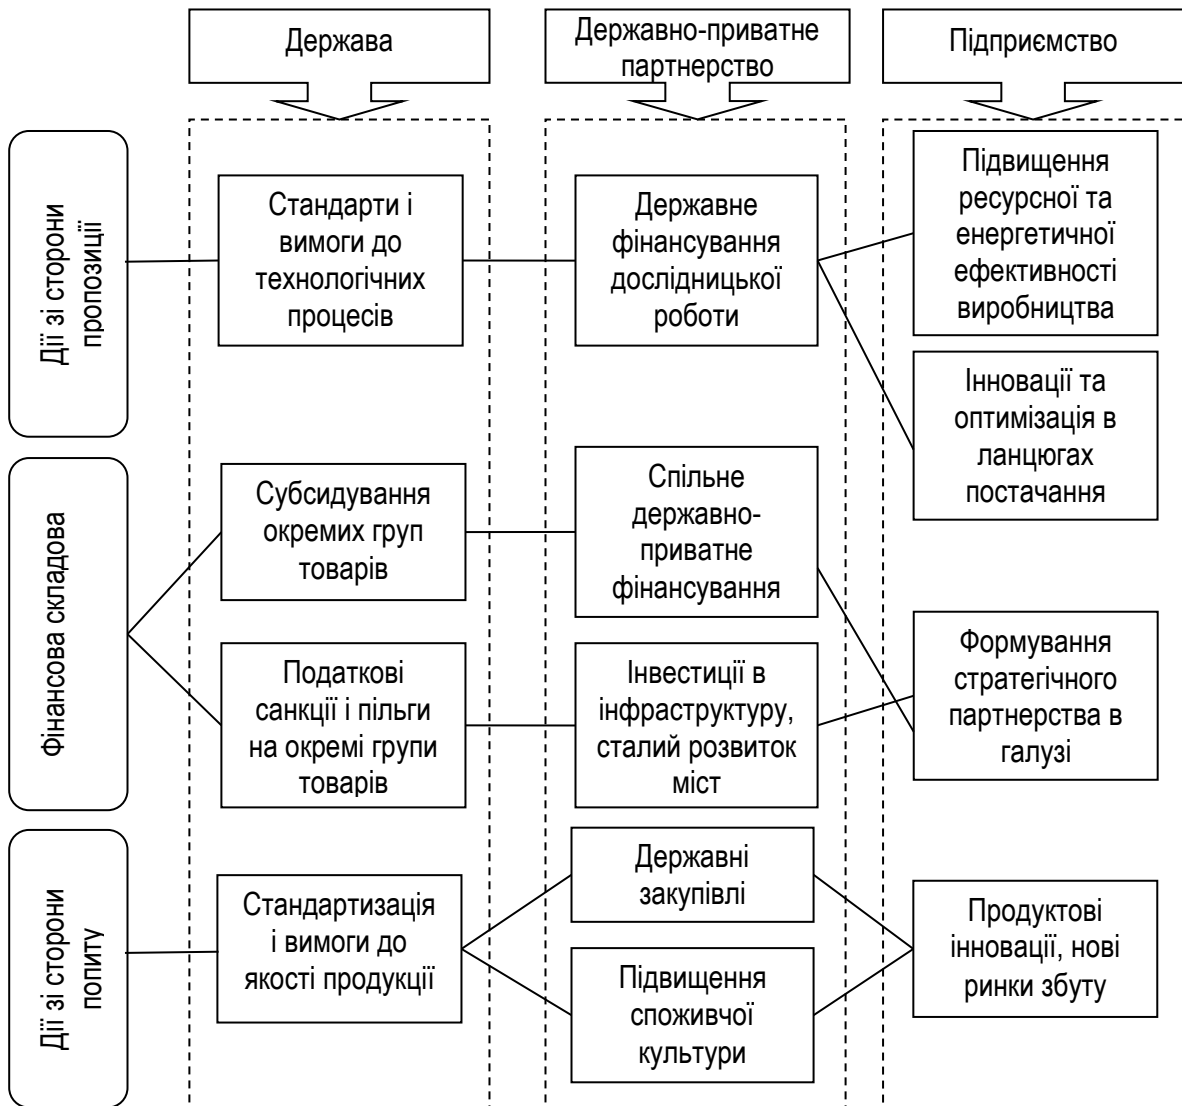 Держава
Державно-приватне
партнерство
Підприємство
Дії зі сторони
пропозиції
Стандарти і
вимоги до
технологічних
процесів
Державне
фінансування
дослідницької
роботи
Підвищення
ресурсної та
енергетичної
ефективності
виробництва
Інновації та
оптимізація в
ланцюгах
постачання
Фінансова складова
Субсидування
окремих груп
товарів
Спільне
державно-
приватне
фінансування
Податкові
санкції і пільги
на окремі групи
товарів
Інвестиції в
інфраструктуру,
сталий розвиток
міст
Формування
стратегічного
партнерства в
галузі
Дії зі сторони
попиту
Стандартизація
і вимоги до
якості продукції
Державні
закупівлі
Підвищення
споживчої
культури
Продуктові
інновації, нові
ринки збуту